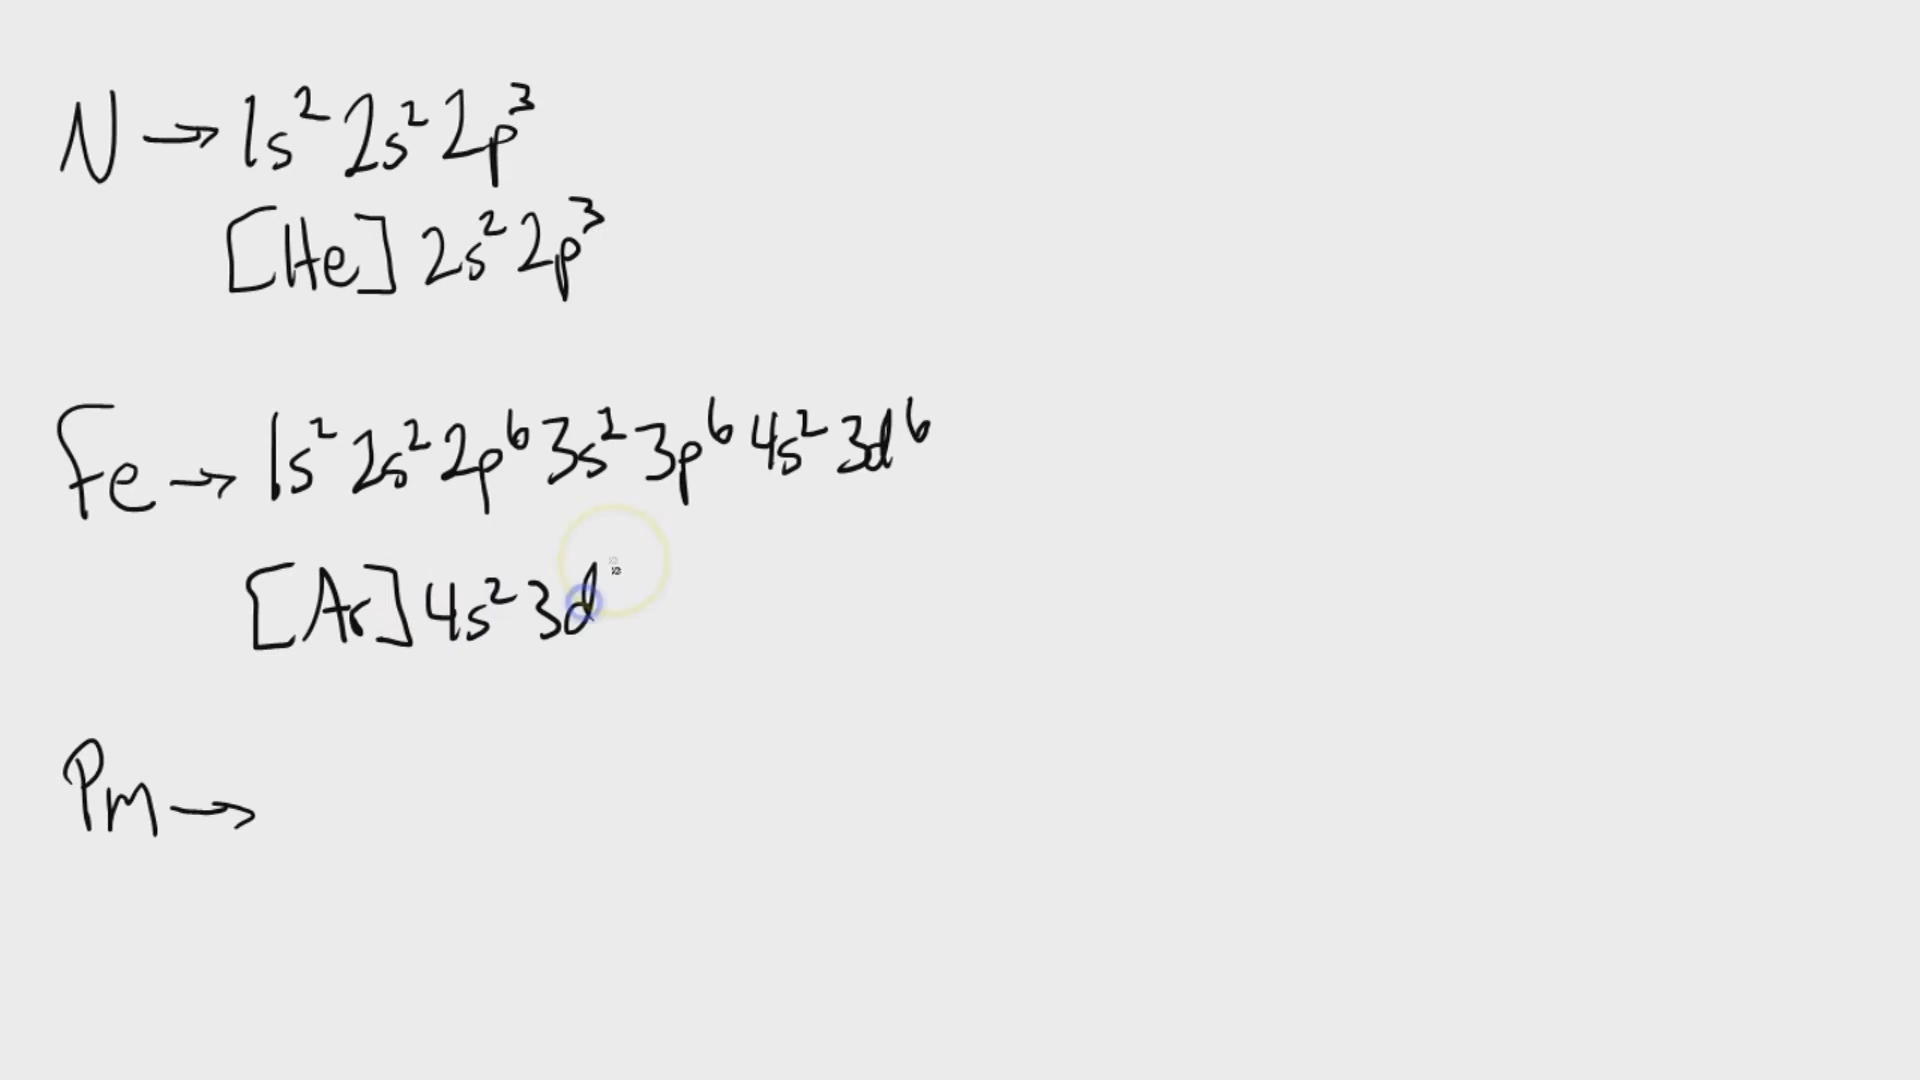 N → 1s² 2s² 2p³
[He] 2s² 2p³
Fe → 1s² 2s² 2p⁶ 3s² 3p⁶ 4s² 3d⁶
[Ar] 4s² 3d
Pm →